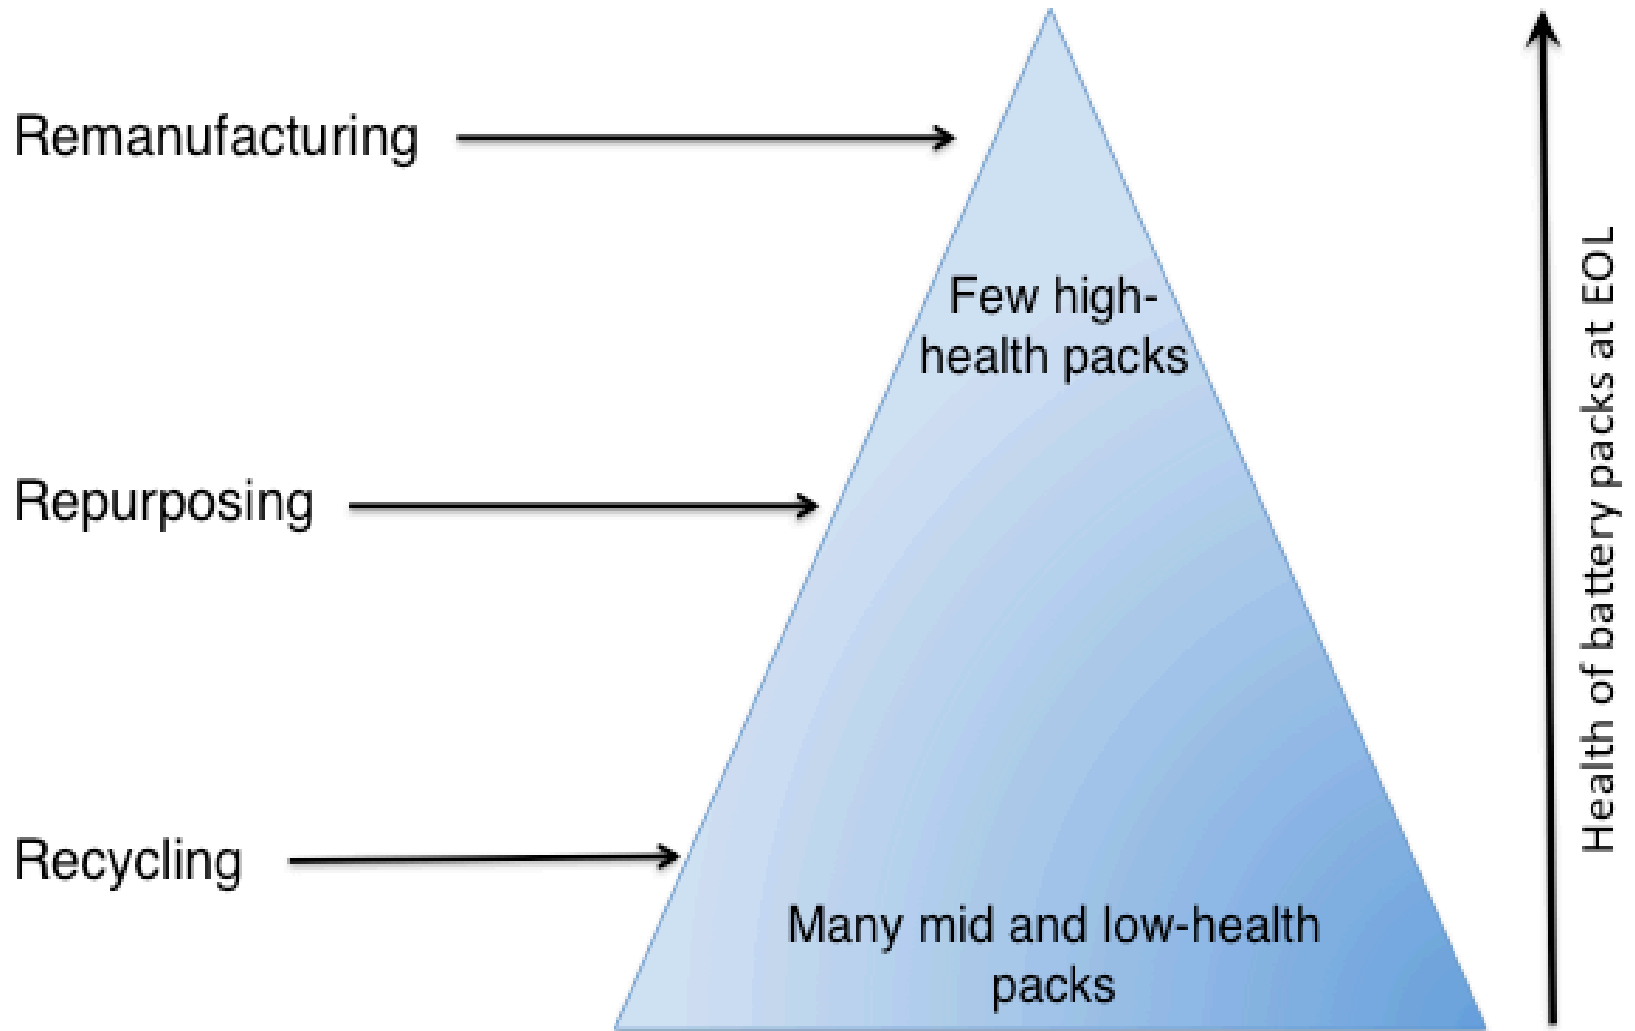 Remanufacturing
Few high-
health packs
Repurposing
Recycling
Many mid and low-health
packs
Health of battery packs at EOL